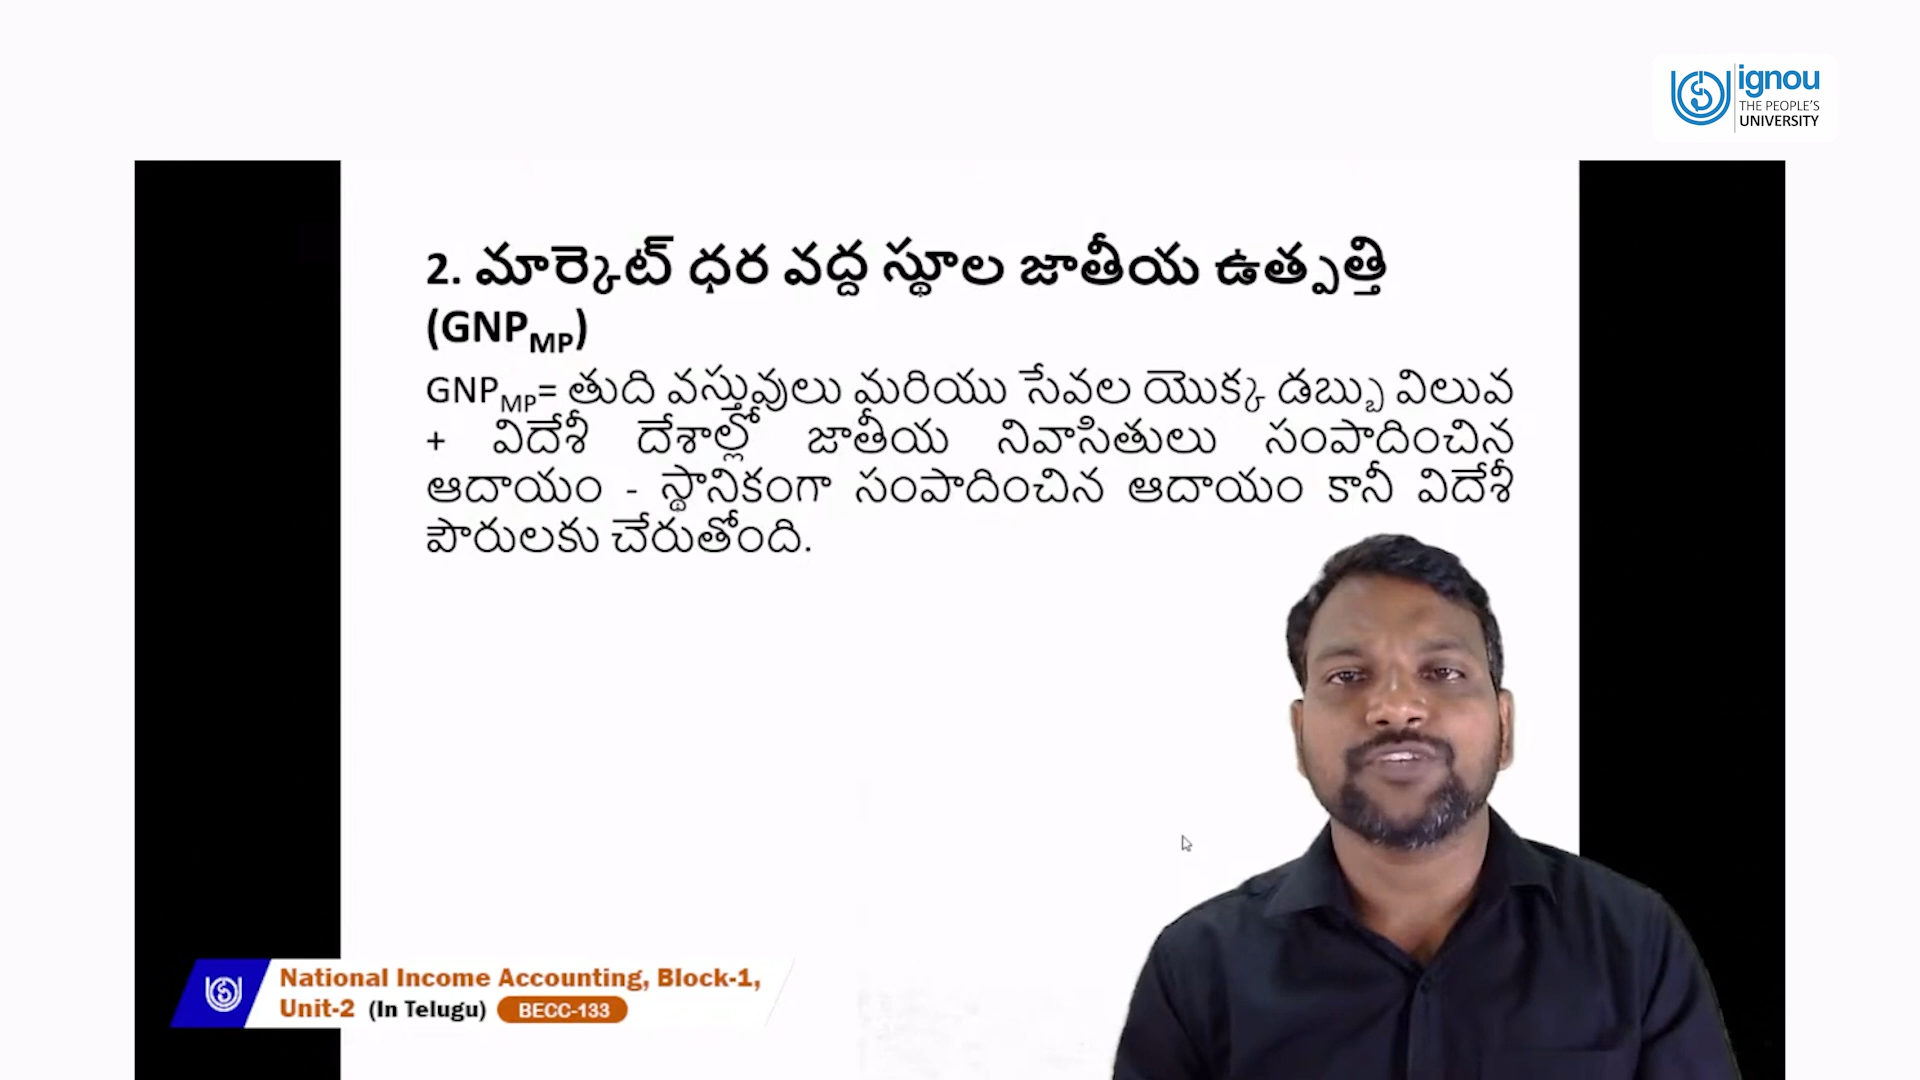 ignou
THE PEOPLE'S
UNIVERSITY
2. మార్కెట్ ధర వద్ద స్థూల జాతీయ ఉత్పత్తి
(GNPMP)
GNPMP= తుది వస్తువులు మరియు సేవల యొక్క డబ్బు విలువ
+ విదేశీ దేశాల్లో జాతీయ నివాసితులు సంపాదించిన
ఆదాయం - స్థానికంగా సంపాదించిన ఆదాయం కానీ విదేశీ
పౌరులకు చేరుతోంది.
National Income Accounting, Block-1,
Unit-2 (In Telugu) BECC-133